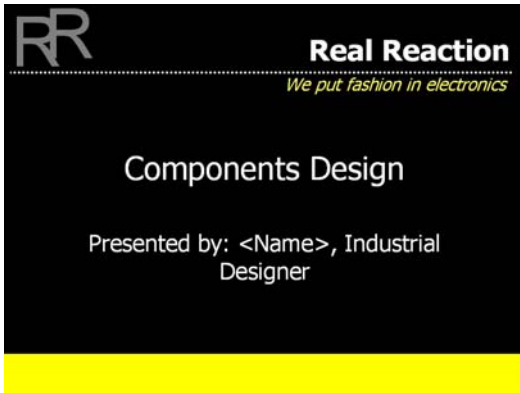 RR
Real Reaction
We put fashion in electronics
Components Design
Presented by: <Name>, Industrial
Designer